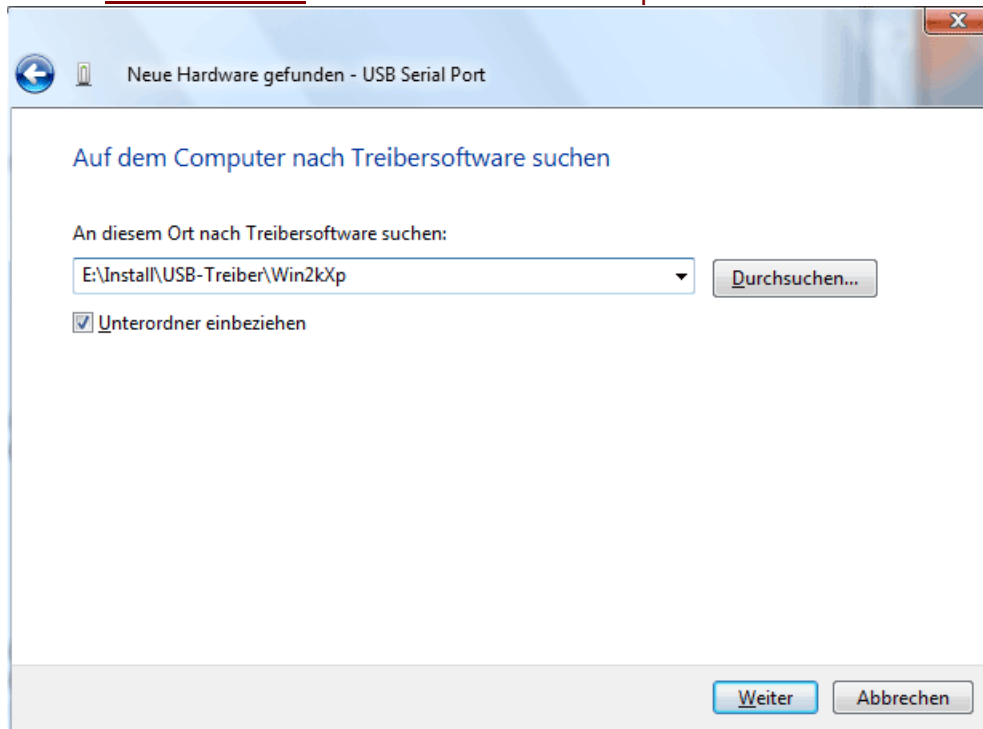 Neue Hardware gefunden - USB Serial Port
Auf dem Computer nach Treibersoftware suchen
An diesem Ort nach Treibersoftware suchen:
E:\Install\USB-Treiber\Win2kXp
Durchsuchen...
Unterordner einbeziehen
Weiter
Abbrechen